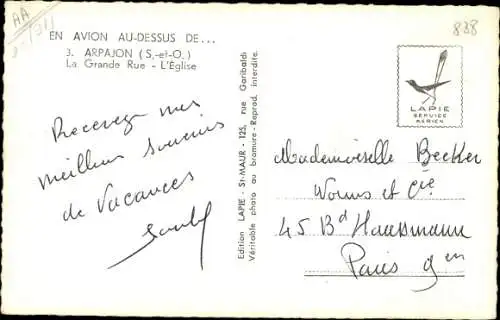 AA
EN AVION AU-DESSUS DE...
3. ARPAJON (S.-et-O.)
La Grande Rue - L'Église
Recevez mes
meilleurs souvenirs
de Vacances
Edition LAPIE - St-MAUR - 125, rue Garibaldi
Véritable photo au bromure - Reprod. interdite.
838
LAPIE
SERVICE
AÉRIEN
Mademoiselle Becker
Worms et Cie
45 Bd Haussmann
Paris 9em